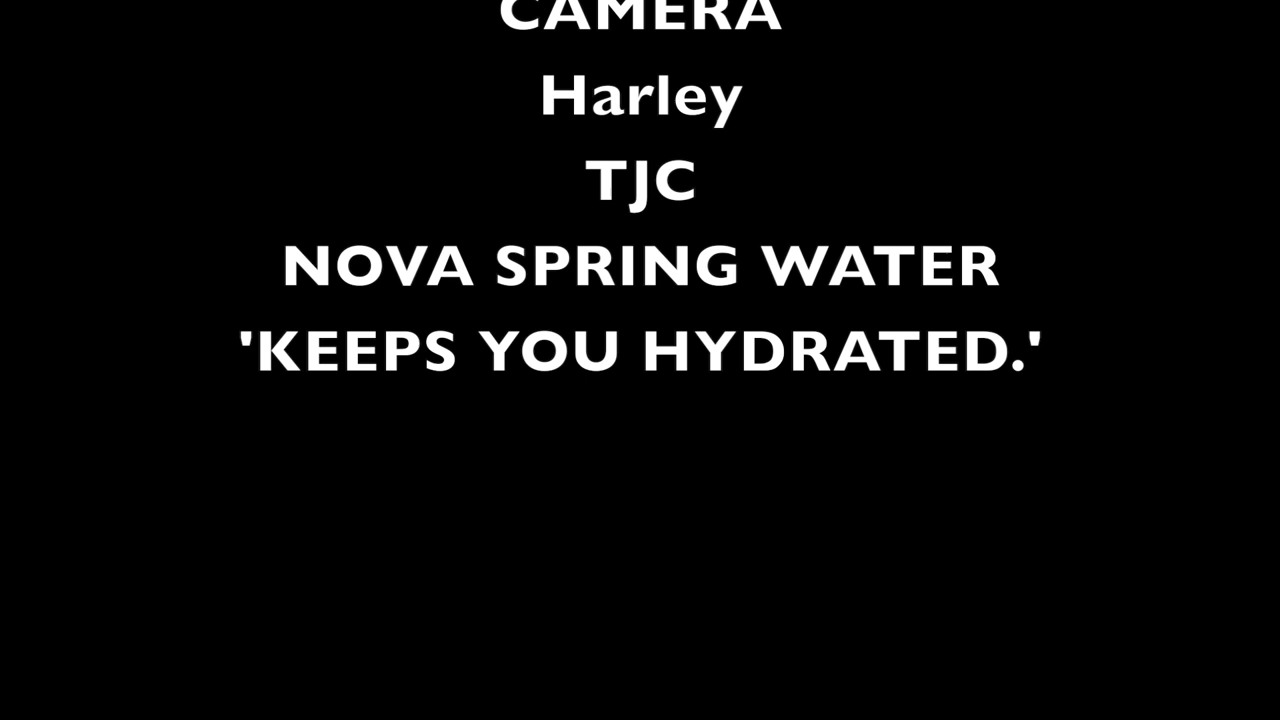 CAMERA
Harley
TJC
NOVA SPRING WATER
'KEEPS YOU HYDRATED.'